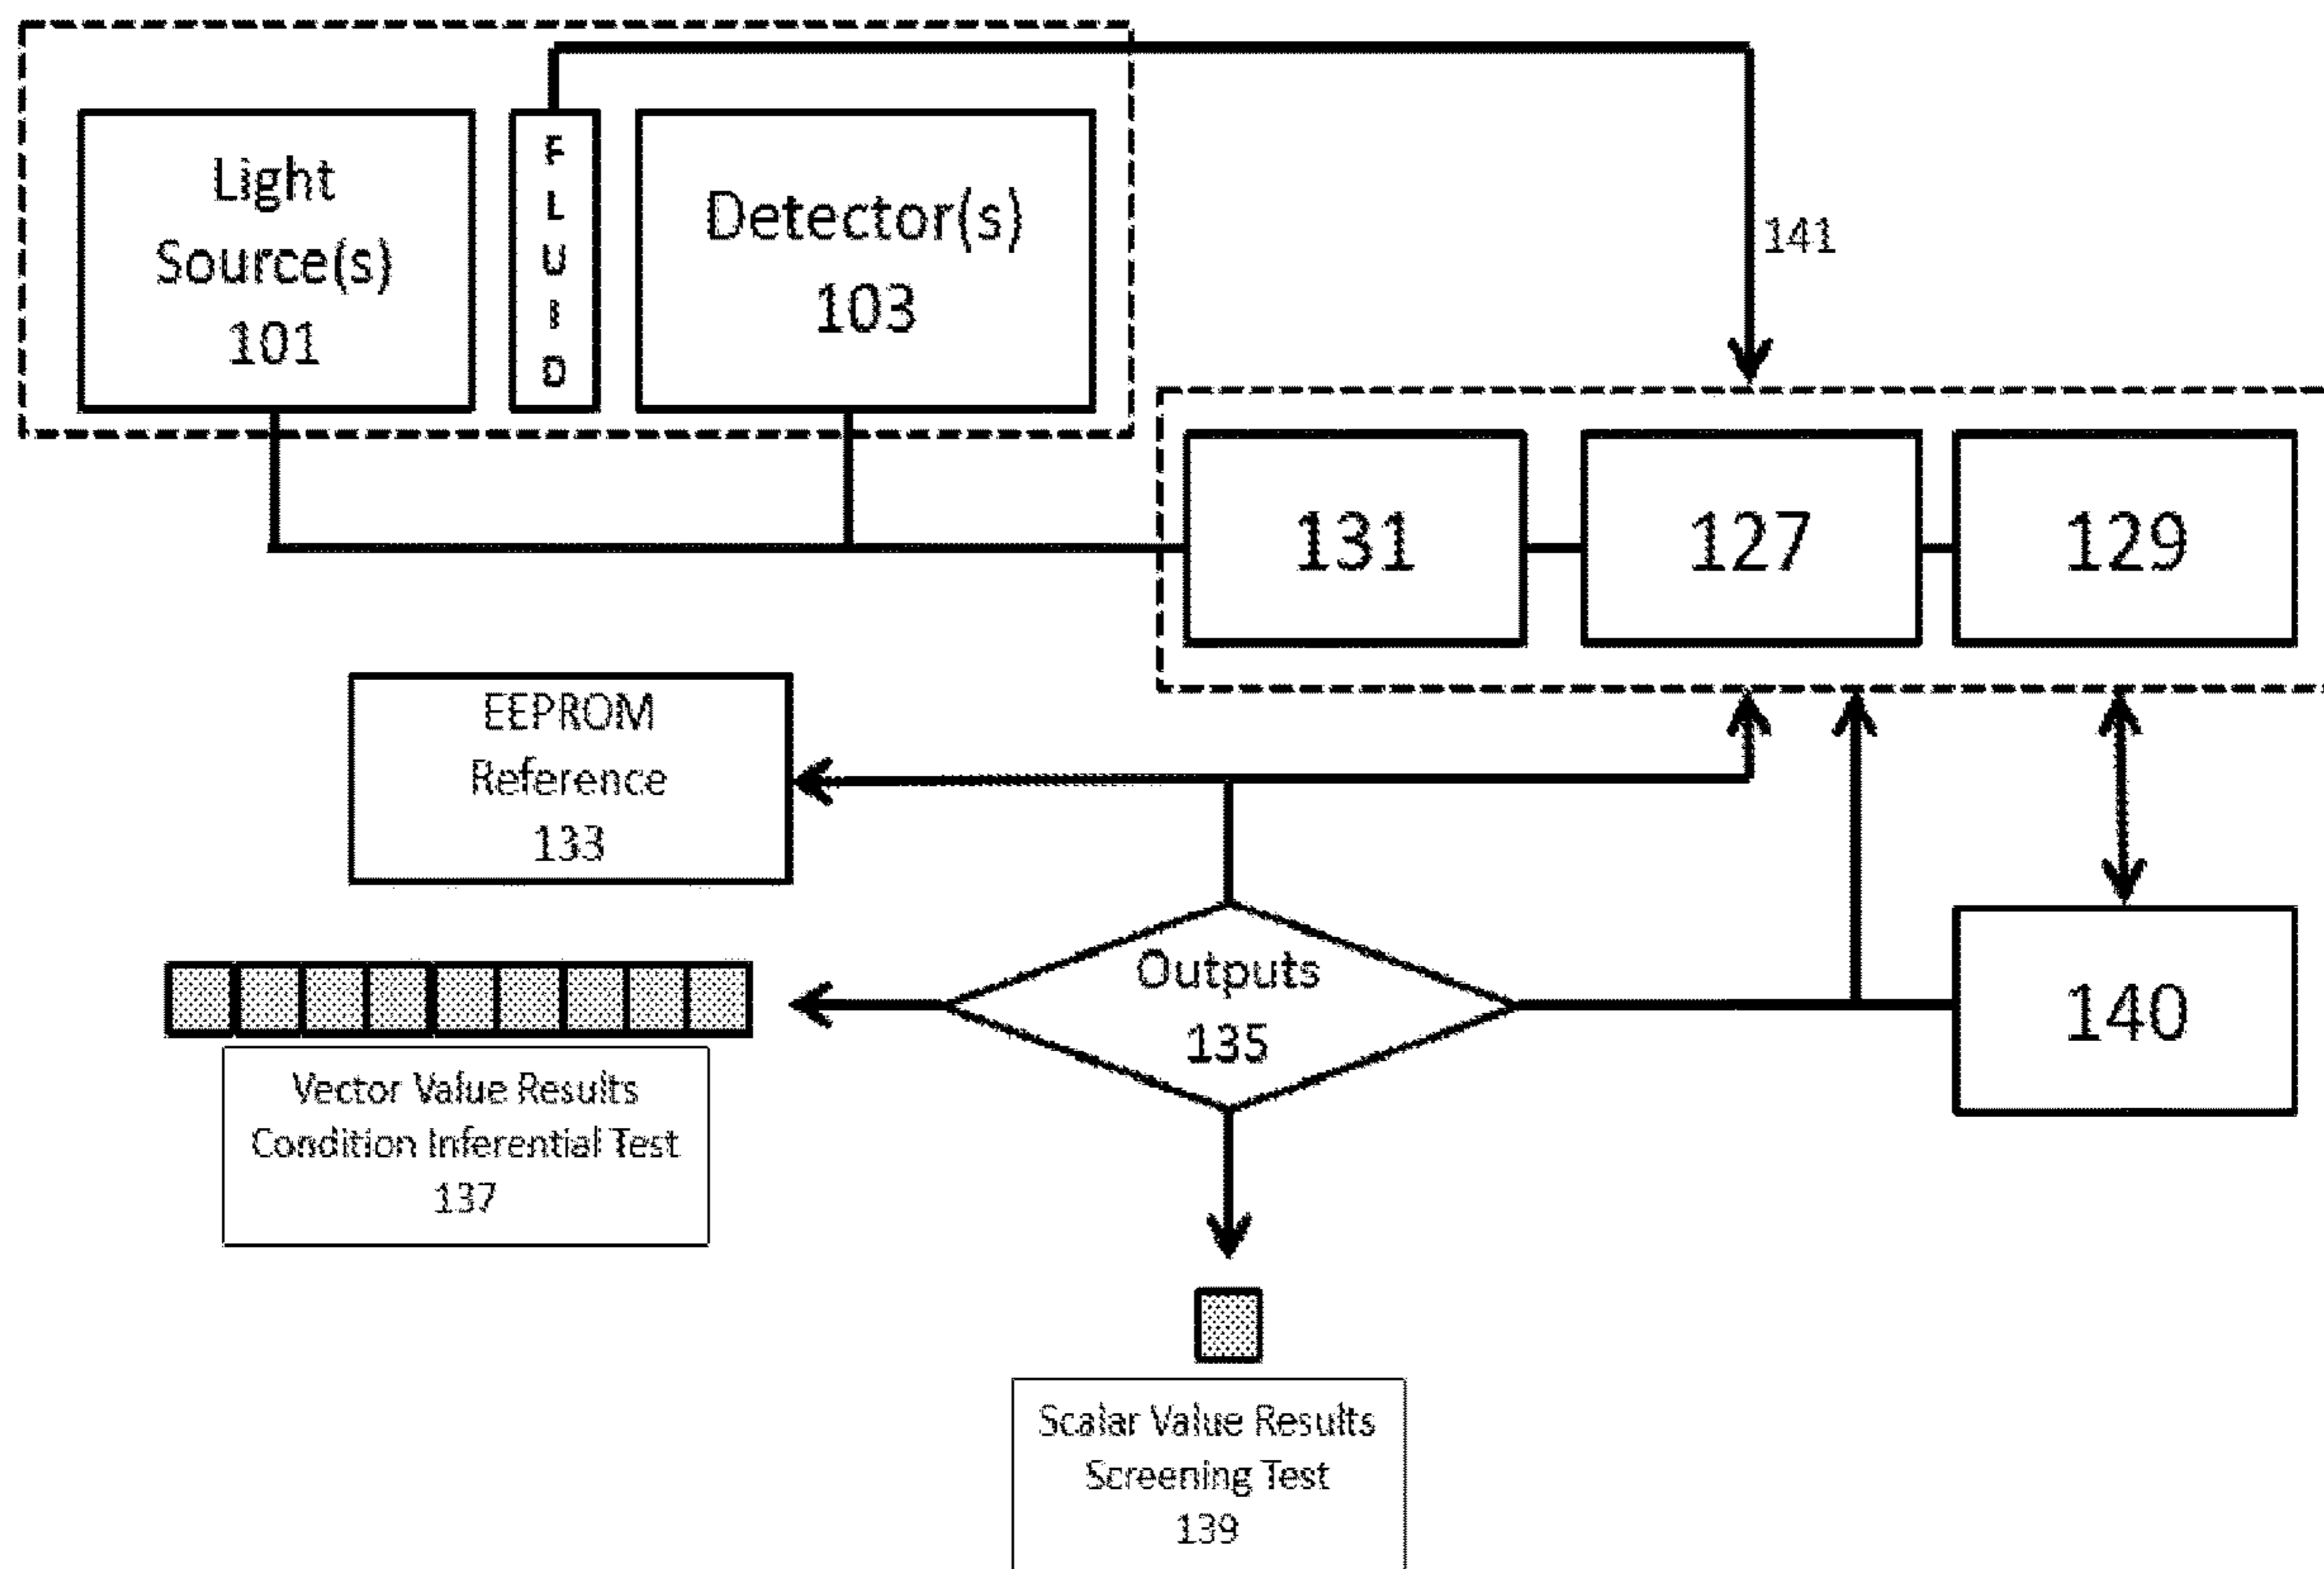 Light
Source(s)
101
F
L
U
I
D
Detector(s)
103
141
131
127
129
EEPROM
Reference
133
Outputs
135
140
Vector Value Results
Condition Inferential Test
137
Scalar Value Results
Screening Test
139